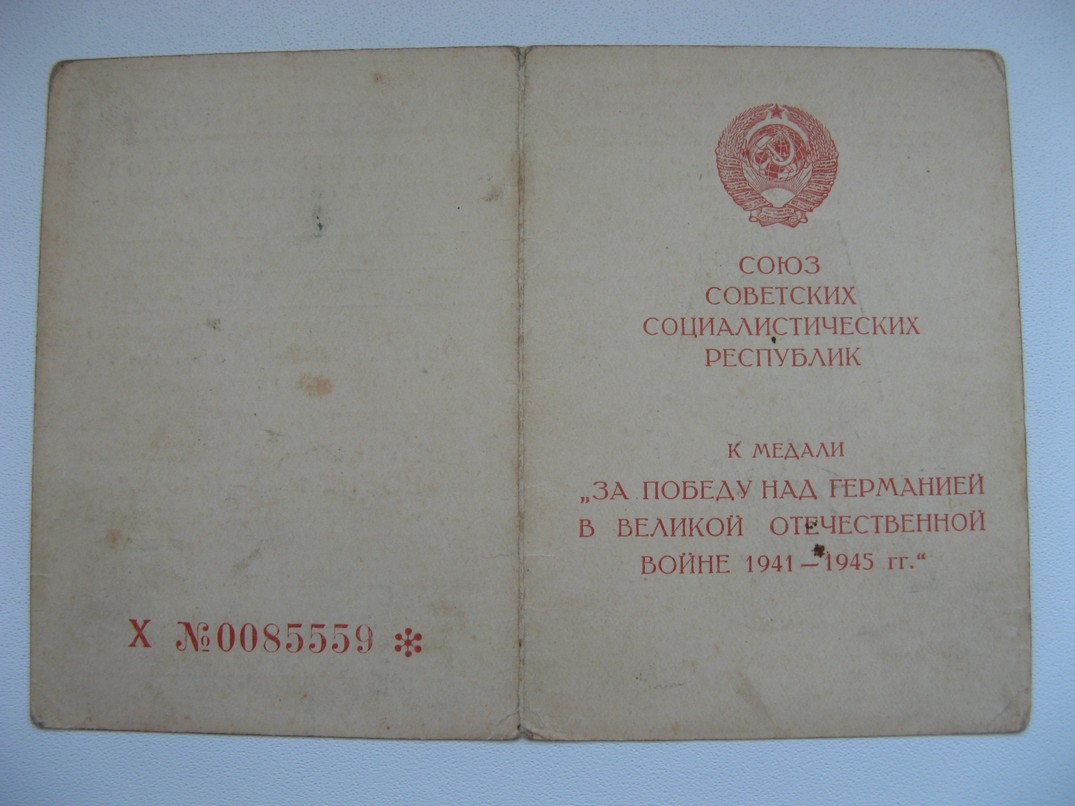 Х №0085559
СОЮЗ
СОВЕТСКИХ
СОЦИАЛИСТИЧЕСКИХ
РЕСПУБЛИК
К МЕДАЛИ
„ЗА ПОБЕДУ НАД ГЕРМАНИЕЙ
В ВЕЛИКОЙ ОТЕЧЕСТВЕННОЙ
ВОЙНЕ 1941—1945 гг.“